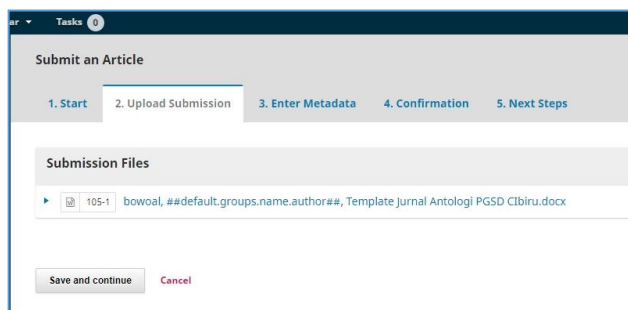 ar Tasks 0
Submit an Article
1. Start 2. Upload Submission 3. Enter Metadata 4. Confirmation 5. Next Steps
Submission Files
105-1 bowoal, ##default.groups.name.author##, Template Jurnal Antologi PGSD CIbiru.docx
Save and continue Cancel